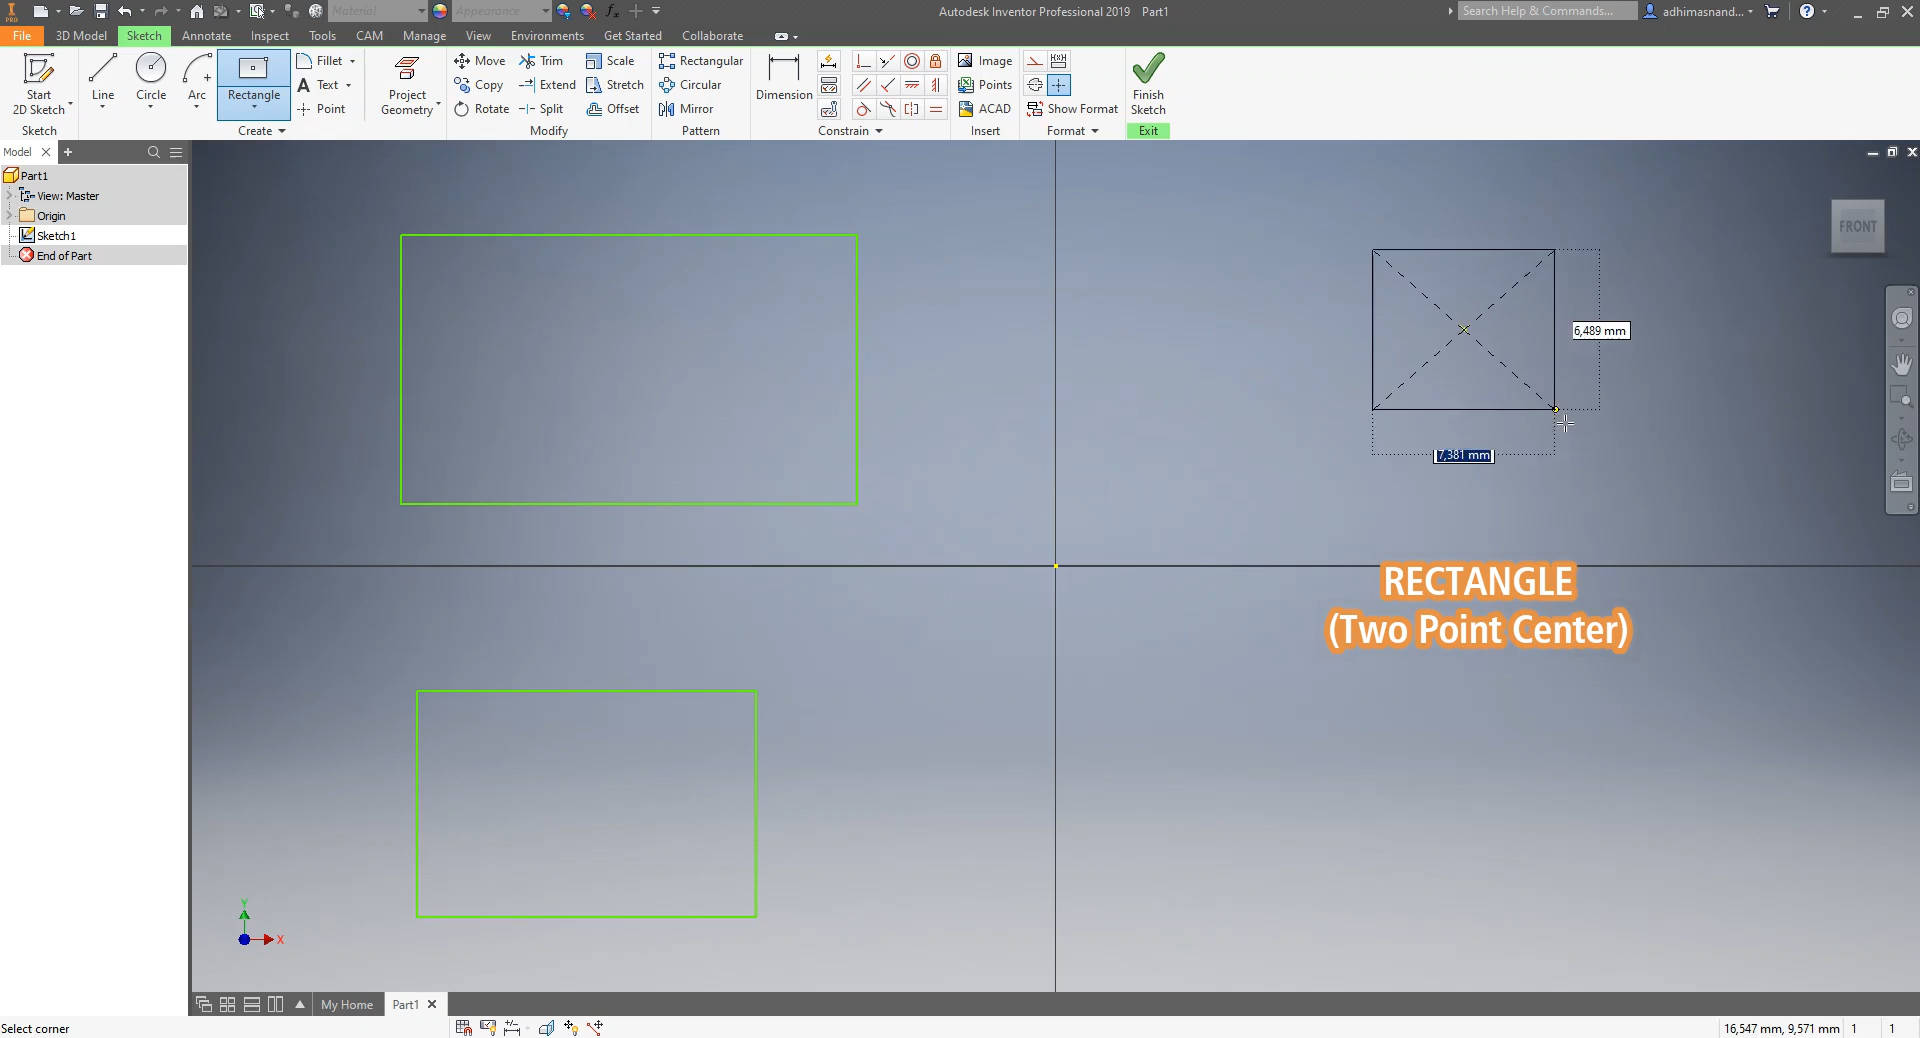 PRO
Material
Appearance
fx
Autodesk Inventor Professional 2019 Part1
Search Help & Commands...
adhimasnand...
File 3D Model Sketch Annotate Inspect Tools CAM Manage View Environments Get Started Collaborate
Start
2D Sketch
Line
Circle
Arc
Rectangle
Fillet
A Text
Point
Project
Geometry
Move Trim Scale
Copy Extend Stretch
Rotate Split Offset
Rectangular
Circular
Mirror
Dimension
Image
Points
ACAD
Show Format
Finish
Sketch
Sketch Create Modify Pattern Constrain Insert Format Exit
Model
Part1
View: Master
Origin
Sketch1
End of Part
FRONT
6,489 mm
7,381 mm
RECTANGLE
(Two Point Center)
Y
X
My Home Part1
Select corner
16,547 mm, 9,571 mm 1 1